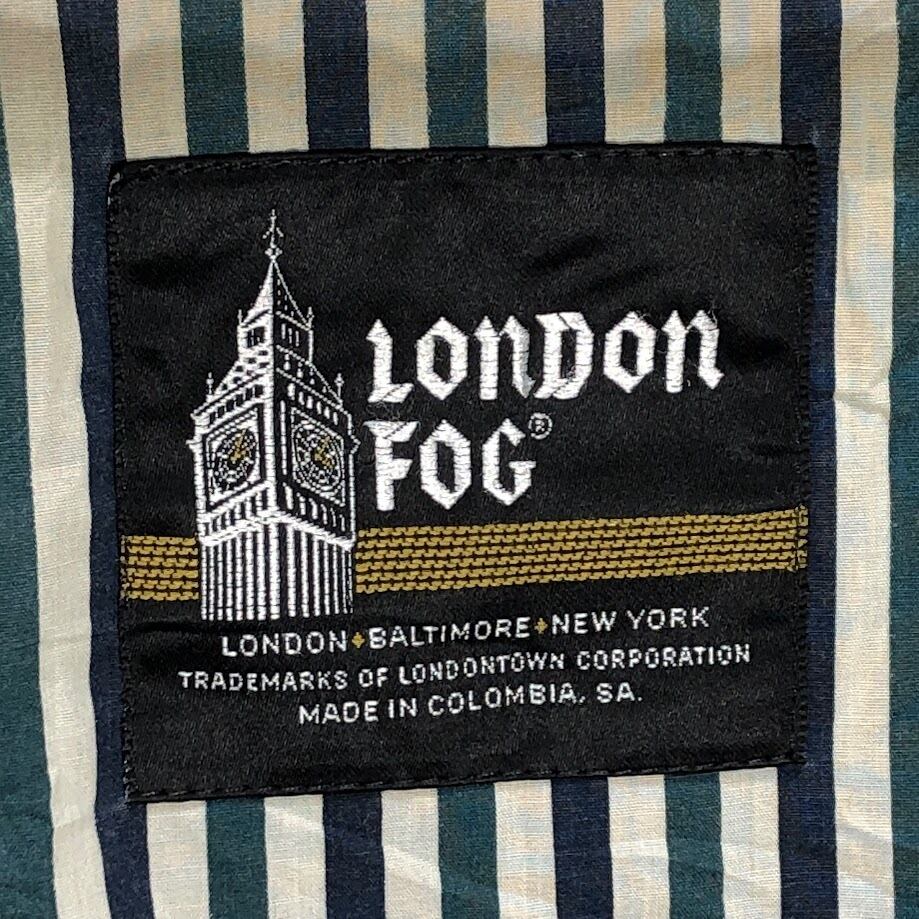 LONDON
FOG®
LONDON♦BALTIMORE♦NEW YORK
TRADEMARKS OF LONDONTOWN CORPORATION
MADE IN COLOMBIA, SA.